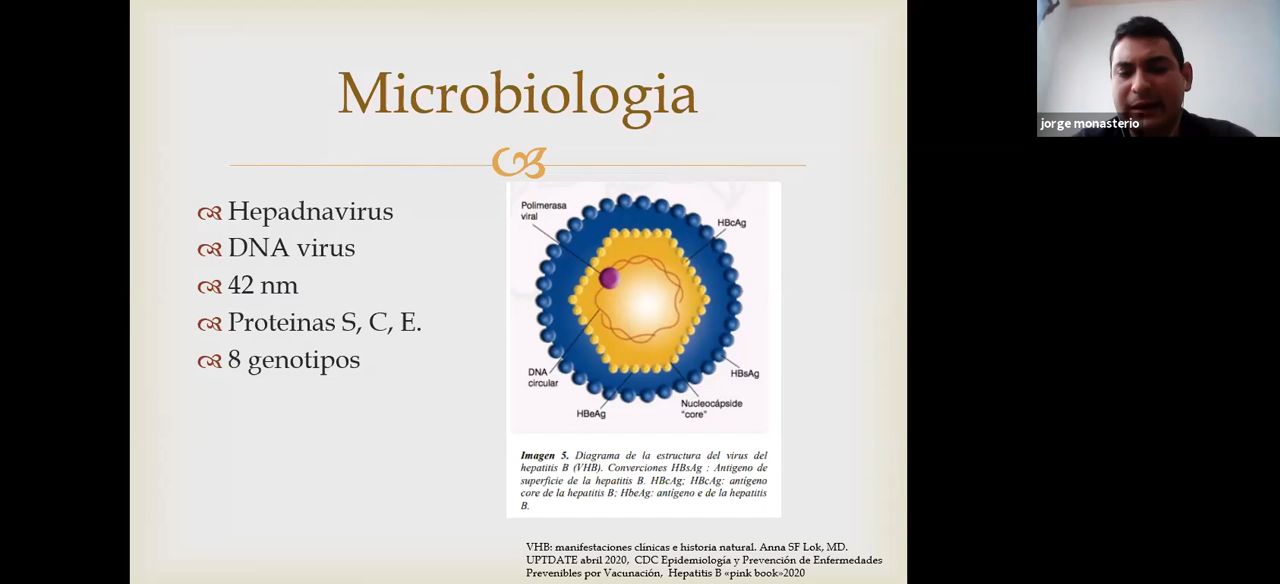 Microbiologia
Hepadnavirus
DNA virus
42 nm
Proteinas S, C, E.
8 genotipos
Polimerasa
viral
HBcAg
DNA
circular
HBeAg
HBsAg
Nucleocápside
"core"
Imagen 5. Diagrama de la estructura del virus del
hepatitis B (VHB). Converciones HBsAg : Antigeno de
superficie de la hepatitis B. HBcAg; HBcAg: antígeno
core de la hepatitis B; HbeAg: antígeno e de la hepatitis
B.
VHB: manifestaciones clínicas e historia natural. Anna SF Lok, MD.
UPTDATE abril 2020, CDC Epidemiología y Prevención de Enfermedades
Prevenibles por Vacunación, Hepatitis B «pink book»2020
jorge monasterio